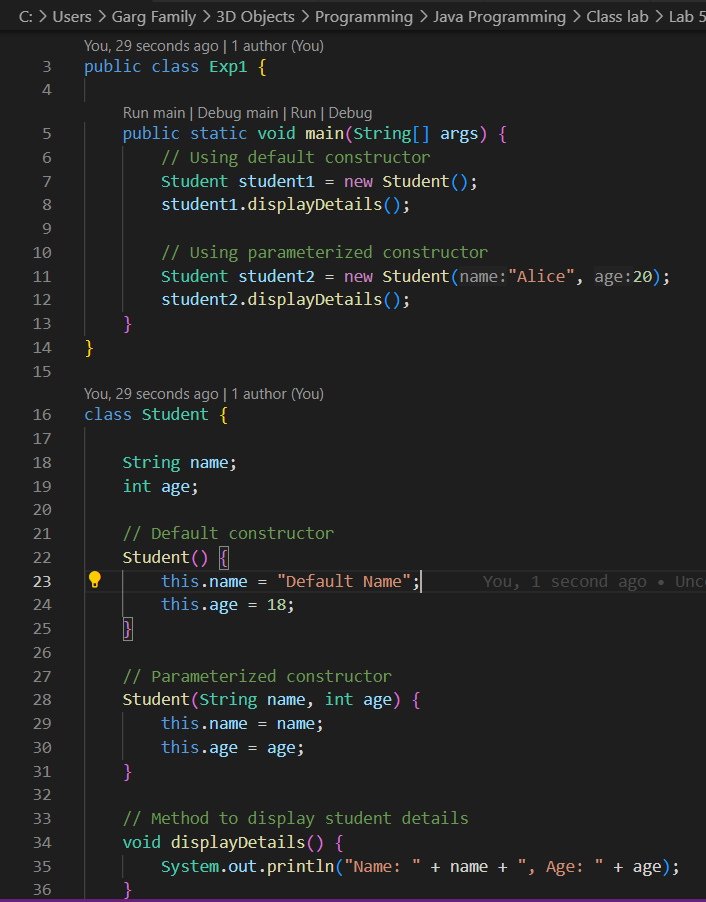 C: > Users > Garg Family > 3D Objects > Programming > Java Programming > Class lab > Lab 5
You, 29 seconds ago | 1 author (You)
3 public class Exp1 {
4
Run main | Debug main | Run | Debug
5 public static void main(String[] args) {
6 // Using default constructor
7 Student student1 = new Student();
8 student1.displayDetails();
9
10 // Using parameterized constructor
11 Student student2 = new Student(name:"Alice", age:20);
12 student2.displayDetails();
13 }
14 }
15
You, 29 seconds ago | 1 author (You)
16 class Student {
17
18 String name;
19 int age;
20
21 // Default constructor
22 Student() {
23 this.name = "Default Name"; You, 1 second ago • Unc
24 this.age = 18;
25 }
26
27 // Parameterized constructor
28 Student(String name, int age) {
29 this.name = name;
30 this.age = age;
31 }
32
33 // Method to display student details
34 void displayDetails() {
35 System.out.println("Name: " + name + ", Age: " + age);
36 }